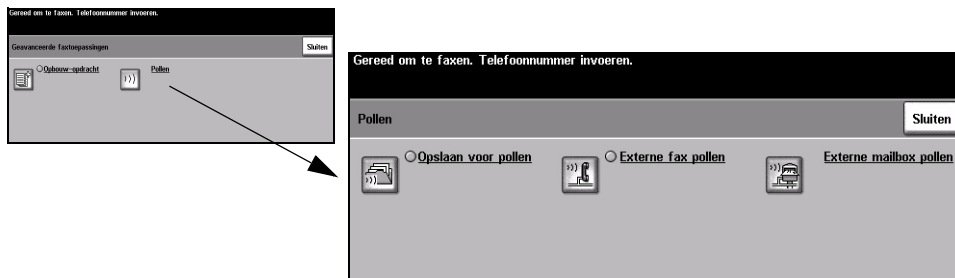 Gereed om te faxen. Telefoonnummer invoeren.
Geavanceerde faxtoepassingen
Sluiten
Opbouw-opdracht
Pollen
Gereed om te faxen. Telefoonnummer invoeren.
Pollen
Sluiten
Opslaan voor pollen
Externe fax pollen
Externe mailbox pollen